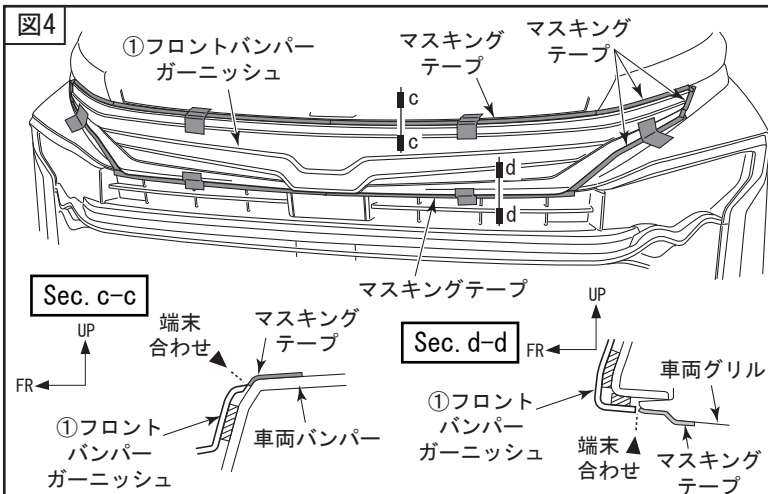 図4
①フロントバンパー
ガーニッシュ
マスキング
テープ
マスキング
テープ
c
c
d
d
マスキングテープ
Sec. c-c
UP
FR
端末
合わせ
マスキング
テープ
①フロント
バンパー
ガーニッシュ
車両バンパー
Sec. d-d
UP
FR
車両グリル
①フロント
バンパー
ガーニッシュ
端末
合わせ
マスキング
テープ